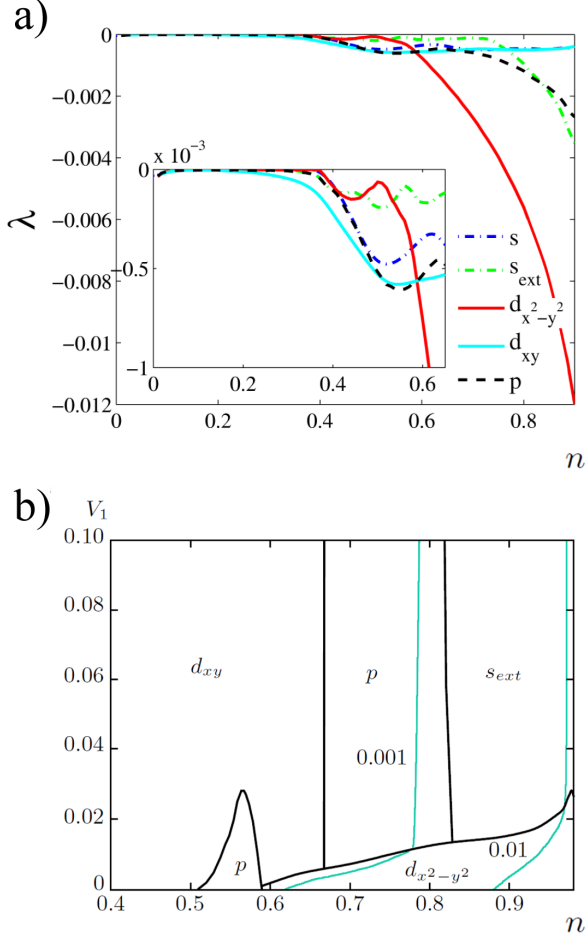 a)
0
−0.002
−0.004
−0.006
−0.008
−0.01
−0.012
λ
0 0.2 0.4 0.6 0.8
n
x 10⁻³
0
−0.5
−1
0 0.2 0.4 0.6
s
s_ext
d_x²−y²
d_xy
p
b)
V₁
0.10
0.08
0.06
0.04
0.02
0
0.4 0.5 0.6 0.7 0.8 0.9
n
d_xy
p
s_ext
0.001
p
0.01
d_x²−y²